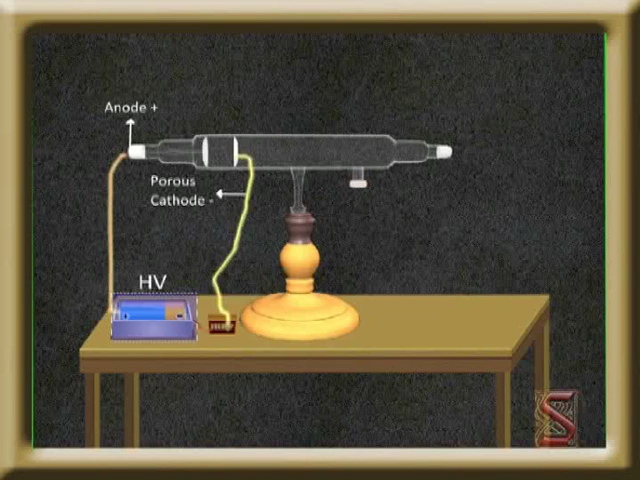 Anode +
Porous
Cathode -
HV
S